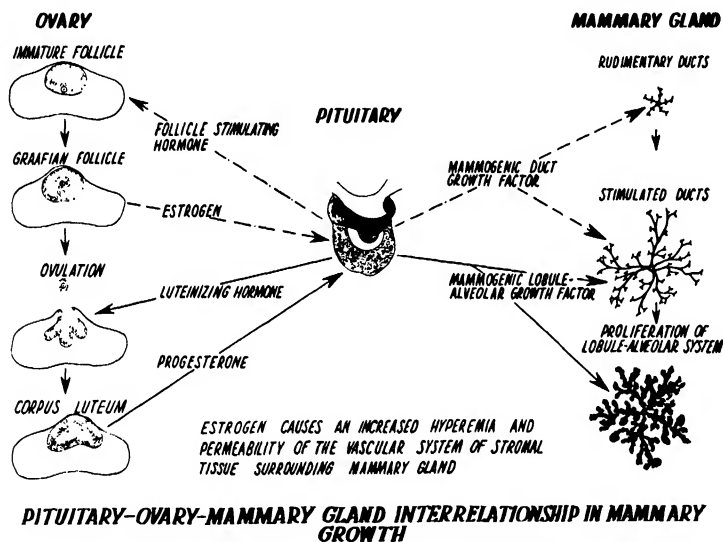 OVARY
IMMATURE FOLLICLE
GRAAFIAN FOLLICLE
OVULATION
CORPUS LUTEUM
FOLLICLE STIMULATING
HORMONE
ESTROGEN
LUTEINIZING HORMONE
PROGESTERONE
PITUITARY
MAMMOGENIC DUCT
GROWTH FACTOR
MAMMOGENIC LOBULE-
ALVEOLAR GROWTH FACTOR
MAMMARY GLAND
RUDIMENTARY DUCTS
STIMULATED DUCTS
PROLIFERATION OF
LOBULE-ALVEOLAR SYSTEM
ESTROGEN CAUSES AN INCREASED HYPEREMIA AND
PERMEABILITY OF THE VASCULAR SYSTEM OF STROMAL
TISSUE SURROUNDING MAMMARY GLAND
PITUITARY-OVARY-MAMMARY GLAND INTERRELATIONSHIP IN MAMMARY
GROWTH